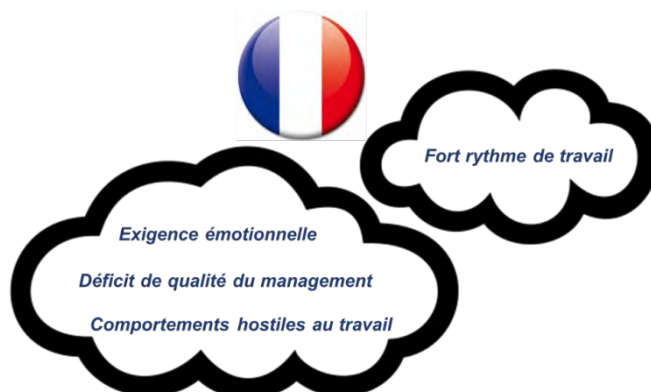 Fort rythme de travail
Exigence émotionnelle
Déficit de qualité du management
Comportements hostiles au travail